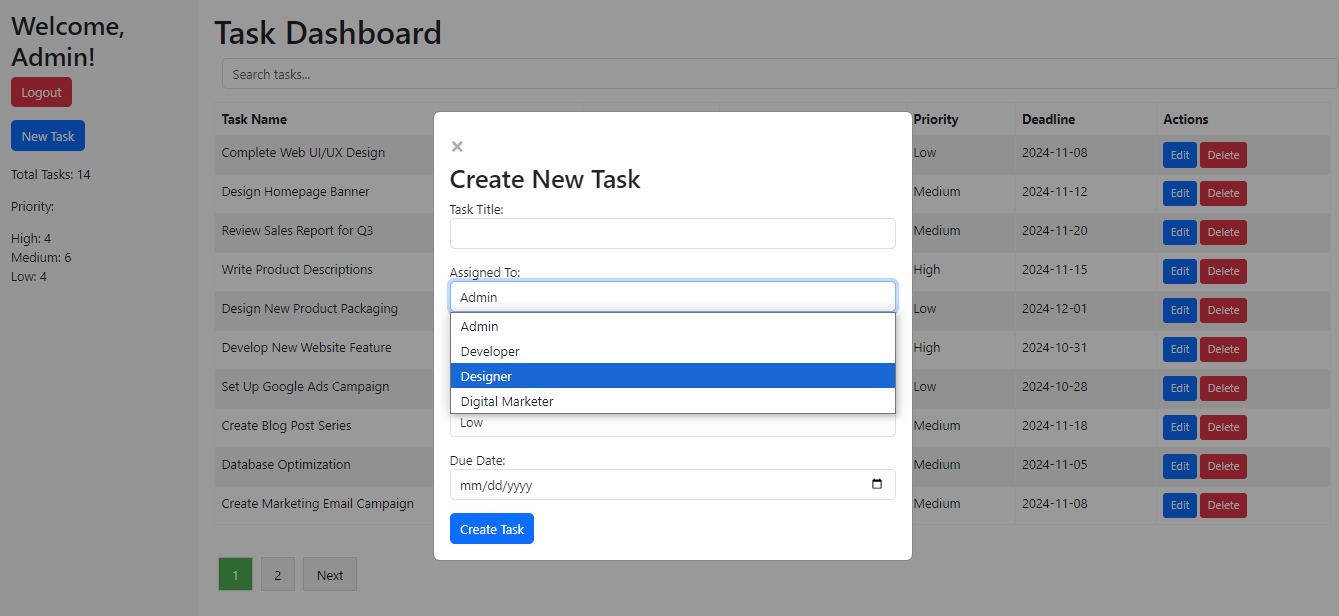 Welcome,
Admin!
Logout
New Task
Total Tasks: 14
Priority:
High: 4
Medium: 6
Low: 4
Task Dashboard
Search tasks...
Task Name Priority Deadline Actions
Complete Web UI/UX Design Low 2024-11-08 Edit Delete
Design Homepage Banner Medium 2024-11-12 Edit Delete
Review Sales Report for Q3 Medium 2024-11-20 Edit Delete
Write Product Descriptions High 2024-11-15 Edit Delete
Design New Product Packaging Low 2024-12-01 Edit Delete
Develop New Website Feature High 2024-10-31 Edit Delete
Set Up Google Ads Campaign Low 2024-10-28 Edit Delete
Create Blog Post Series Medium 2024-11-18 Edit Delete
Database Optimization Medium 2024-11-05 Edit Delete
Create Marketing Email Campaign Medium 2024-11-08 Edit Delete
1 2 Next
×
Create New Task
Task Title:
Assigned To:
Admin
Admin
Developer
Designer
Digital Marketer
Low
Due Date:
mm/dd/yyyy
Create Task